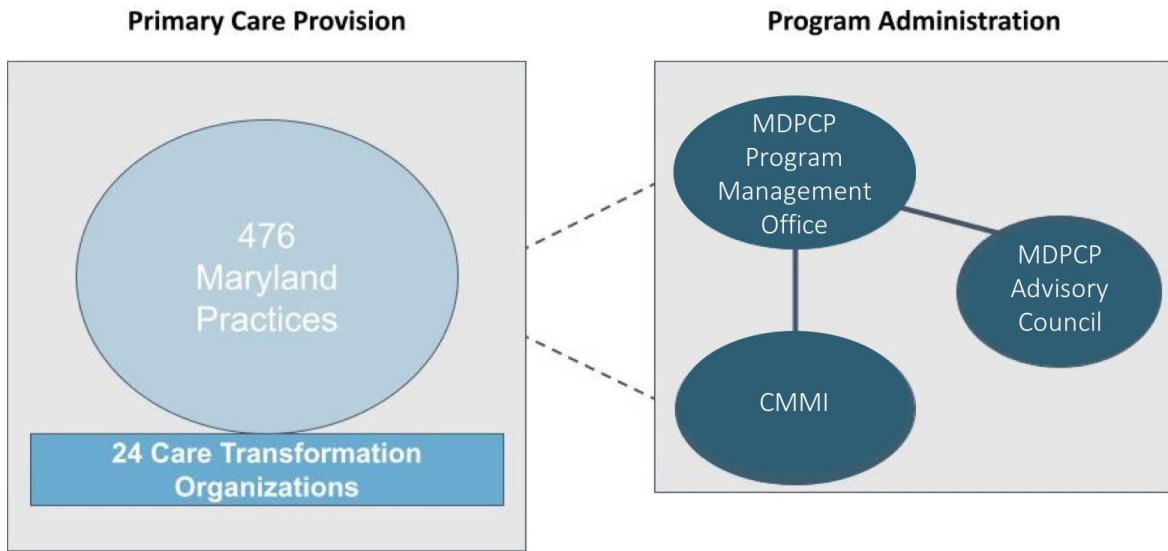 Primary Care Provision
476
Maryland
Practices
24 Care Transformation
Organizations
Program Administration
MDPCP
Program
Management
Office
MDPCP
Advisory
Council
CMMI